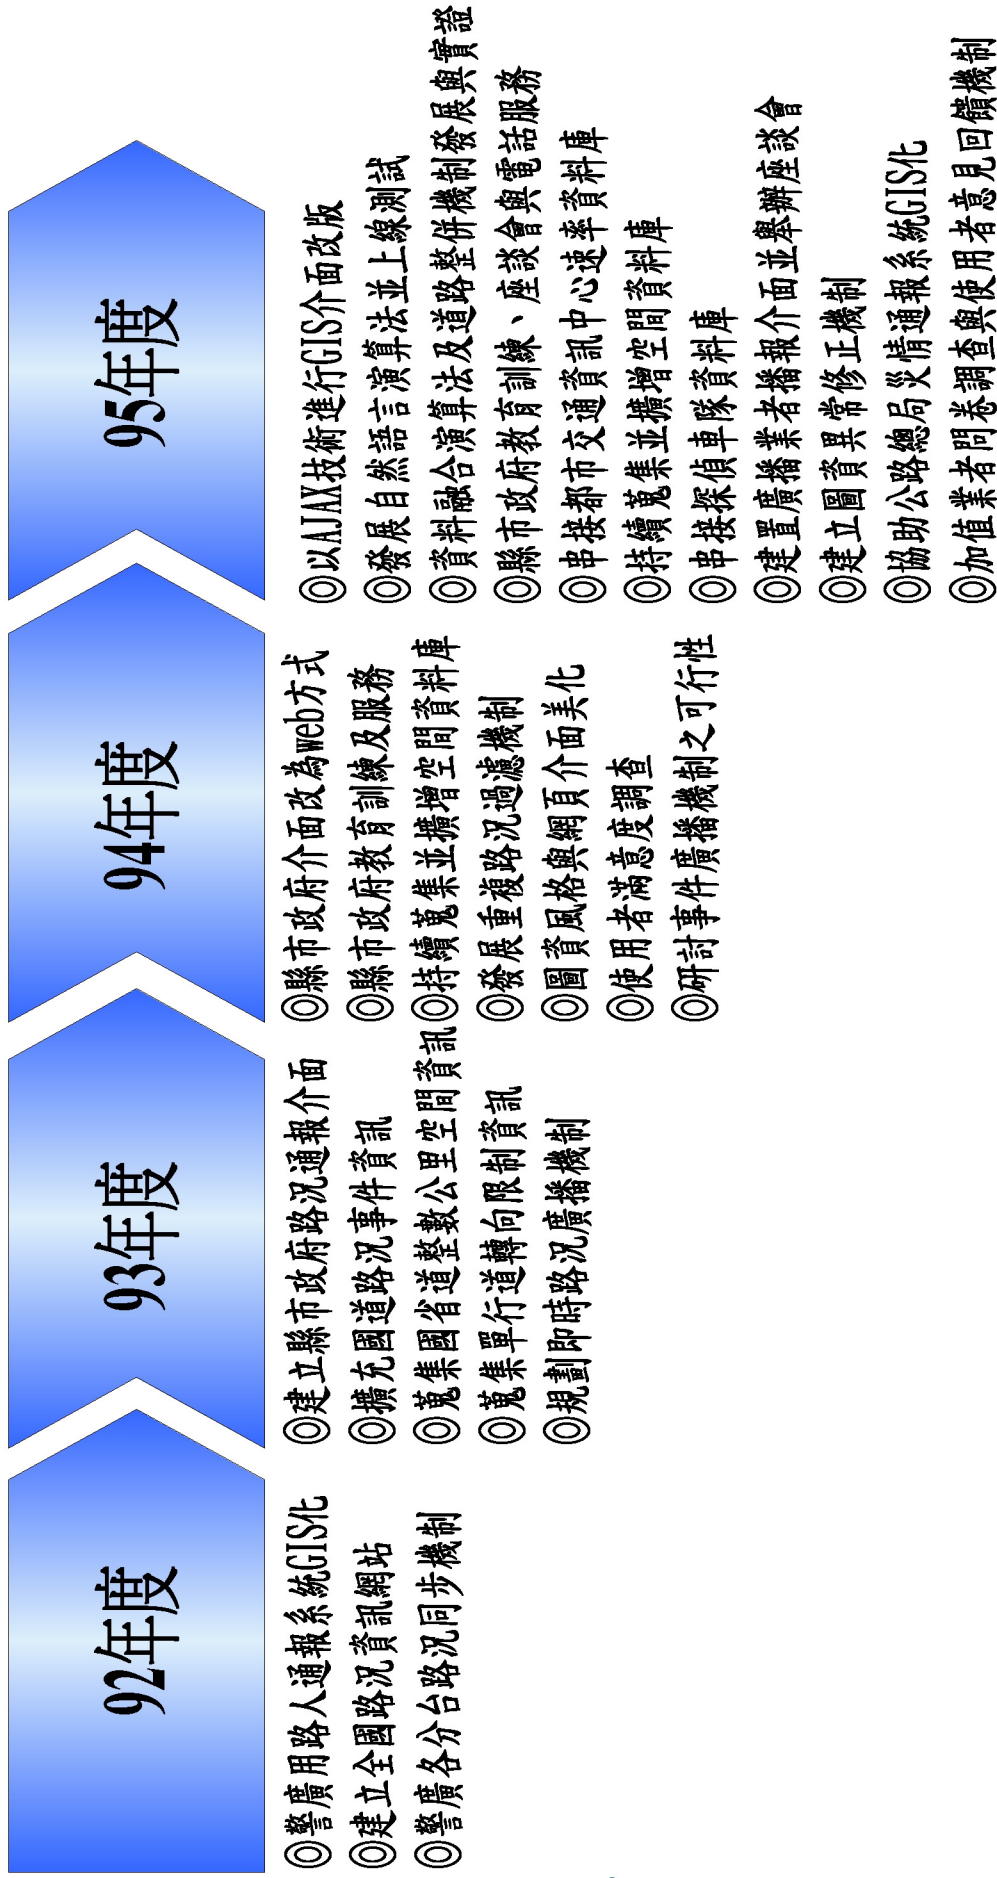 92年度
◎警廣用路人通報系統GIS化
◎建立全國路況資訊網站
◎警廣各分台路況同步機制
93年度
◎建立縣市政府路況通報介面
◎擴充國道路況事件資訊
◎蒐集國省道整數公里空間資訊
◎蒐集單行道轉向限制資訊
◎規劃即時路況廣播機制
94年度
◎縣市政府介面改為web方式
◎縣市政府教育訓練及服務
◎持續蒐集並擴增空間資料庫
◎發展重複路況過濾機制
◎圖資風格與網頁介面美化
◎使用者滿意度調查
◎研討事件廣播機制之可行性
95年度
◎以AJAX技術進行GIS介面改版
◎發展自然語言演算法並上線測試
◎資料融合演算法及道路整併機制發展與實證
◎縣市政府教育訓練、座談會與電話服務
◎串接都市交通資訊中心速率資料庫
◎持續蒐集並擴增空間資料庫
◎串接探偵車隊資料庫
◎建置廣播業者播報介面並舉辦座談會
◎建立圖資異常修正機制
◎協助公路總局災情通報系統GIS化
◎加值業者問卷調查與使用者意見回饋機制